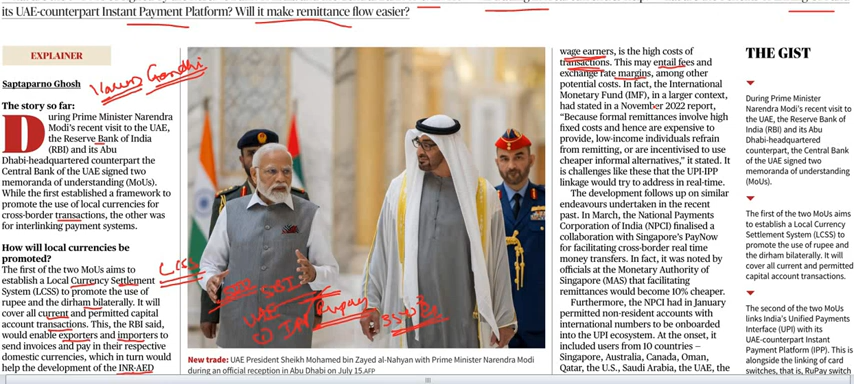 its UAE-counterpart Instant Payment Platform? Will it make remittance flow easier?
EXPLAINER
Saptaparno Ghosh
The story so far:
During Prime Minister Narendra
Modi's recent visit to the UAE,
the Reserve Bank of India
(RBI) and its Abu
Dhabi-headquartered counterpart the
Central Bank of the UAE signed two
memoranda of understanding (MoUs).
While the first established a framework to
promote the use of local currencies for
cross-border transactions, the other was
for interlinking payment systems.
How will local currencies be
promoted?
The first of the two MoUs aims to
establish a Local Currency Settlement
System (LCSS) to promote the use of
rupee and the dirham bilaterally. It will
cover all current and permitted capital
account transactions. This, the RBI said,
would enable exporters and importers to
send invoices and pay in their respective
domestic currencies, which in turn would
help the development of the INR-AED
Gandhi
LCSS
SBI
UAE
Rupay
New trade: UAE President Sheikh Mohamed bin Zayed al-Nahyan with Prime Minister Narendra Modi
during an official reception in Abu Dhabi on July 15. AFP
wage earners, is the high costs of
transactions. This may entail fees and
exchange rate margins, among other
potential costs. In fact, the International
Monetary Fund (IMF), in a larger context,
had stated in a November 2022 report,
"Because formal remittances involve high
fixed costs and hence are expensive to
provide, low-income individuals refrain
from remitting, or are incentivised to use
cheaper informal alternatives," it stated. It
is challenges like these that the UPI-IPP
linkage would try to address in real-time.
The development follows up on similar
endeavours undertaken in the recent
past. In March, the National Payments
Corporation of India (NPCI) finalised a
collaboration with Singapore's PayNow
for facilitating cross-border real time
money transfers. In fact, it was noted by
officials at the Monetary Authority of
Singapore (MAS) that facilitating
remittances would become 10% cheaper.
Furthermore, the NPCI had in January
permitted non-resident accounts with
international numbers to be onboarded
into the UPI ecosystem. At the onset, it
included users from 10 countries –
Singapore, Australia, Canada, Oman,
Qatar, the U.S., Saudi Arabia, the UAE, the
THE GIST
During Prime Minister
Narendra Modi's recent visit to
the UAE, the Reserve Bank of
India (RBI) and its Abu
Dhabi-headquartered
counterpart, the Central Bank
of the UAE signed two
memoranda of understanding
(MoUs).
The first of the two MoUs aims
to establish a Local Currency
Settlement System (LCSS) to
promote the use of rupee and
the dirham bilaterally. It will
cover all current and permitted
capital account transactions.
The second of the two MoUs
links India's Unified Payments
Interface (UPI) with its
UAE-counterpart Instant
Payment Platform (IPP). This is
alongside the linking of card
switches, that is, RuPay switch